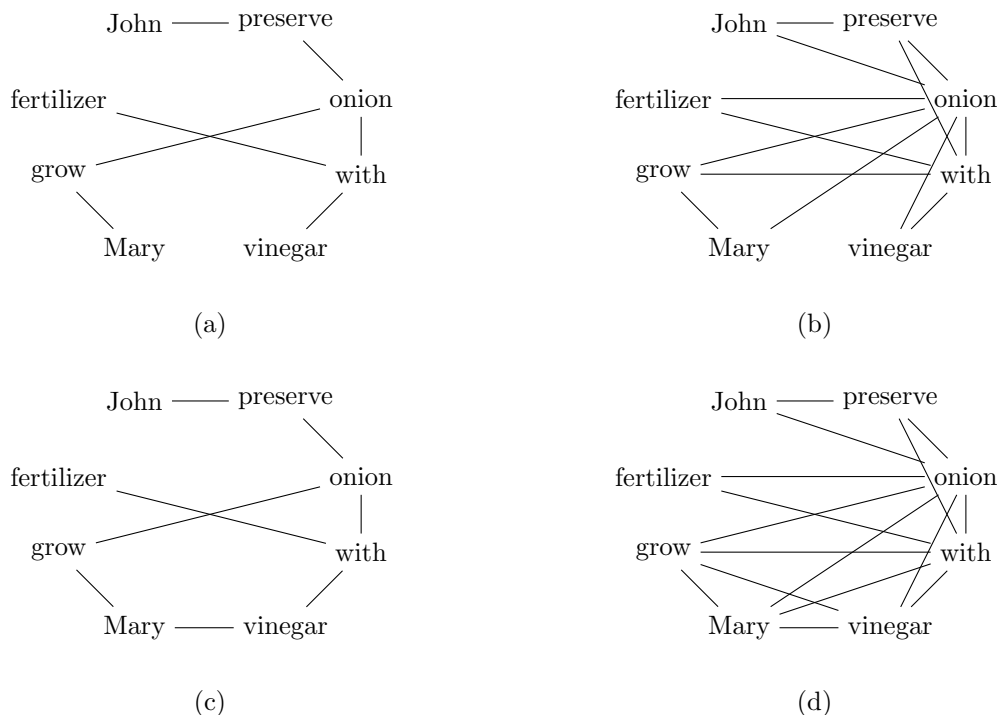 John preserve
fertilizer onion
grow with
Mary vinegar
(a)
John preserve
fertilizer onion
grow with
Mary vinegar
(b)
John preserve
fertilizer onion
grow with
Mary vinegar
(c)
John preserve
fertilizer onion
grow with
Mary vinegar
(d)